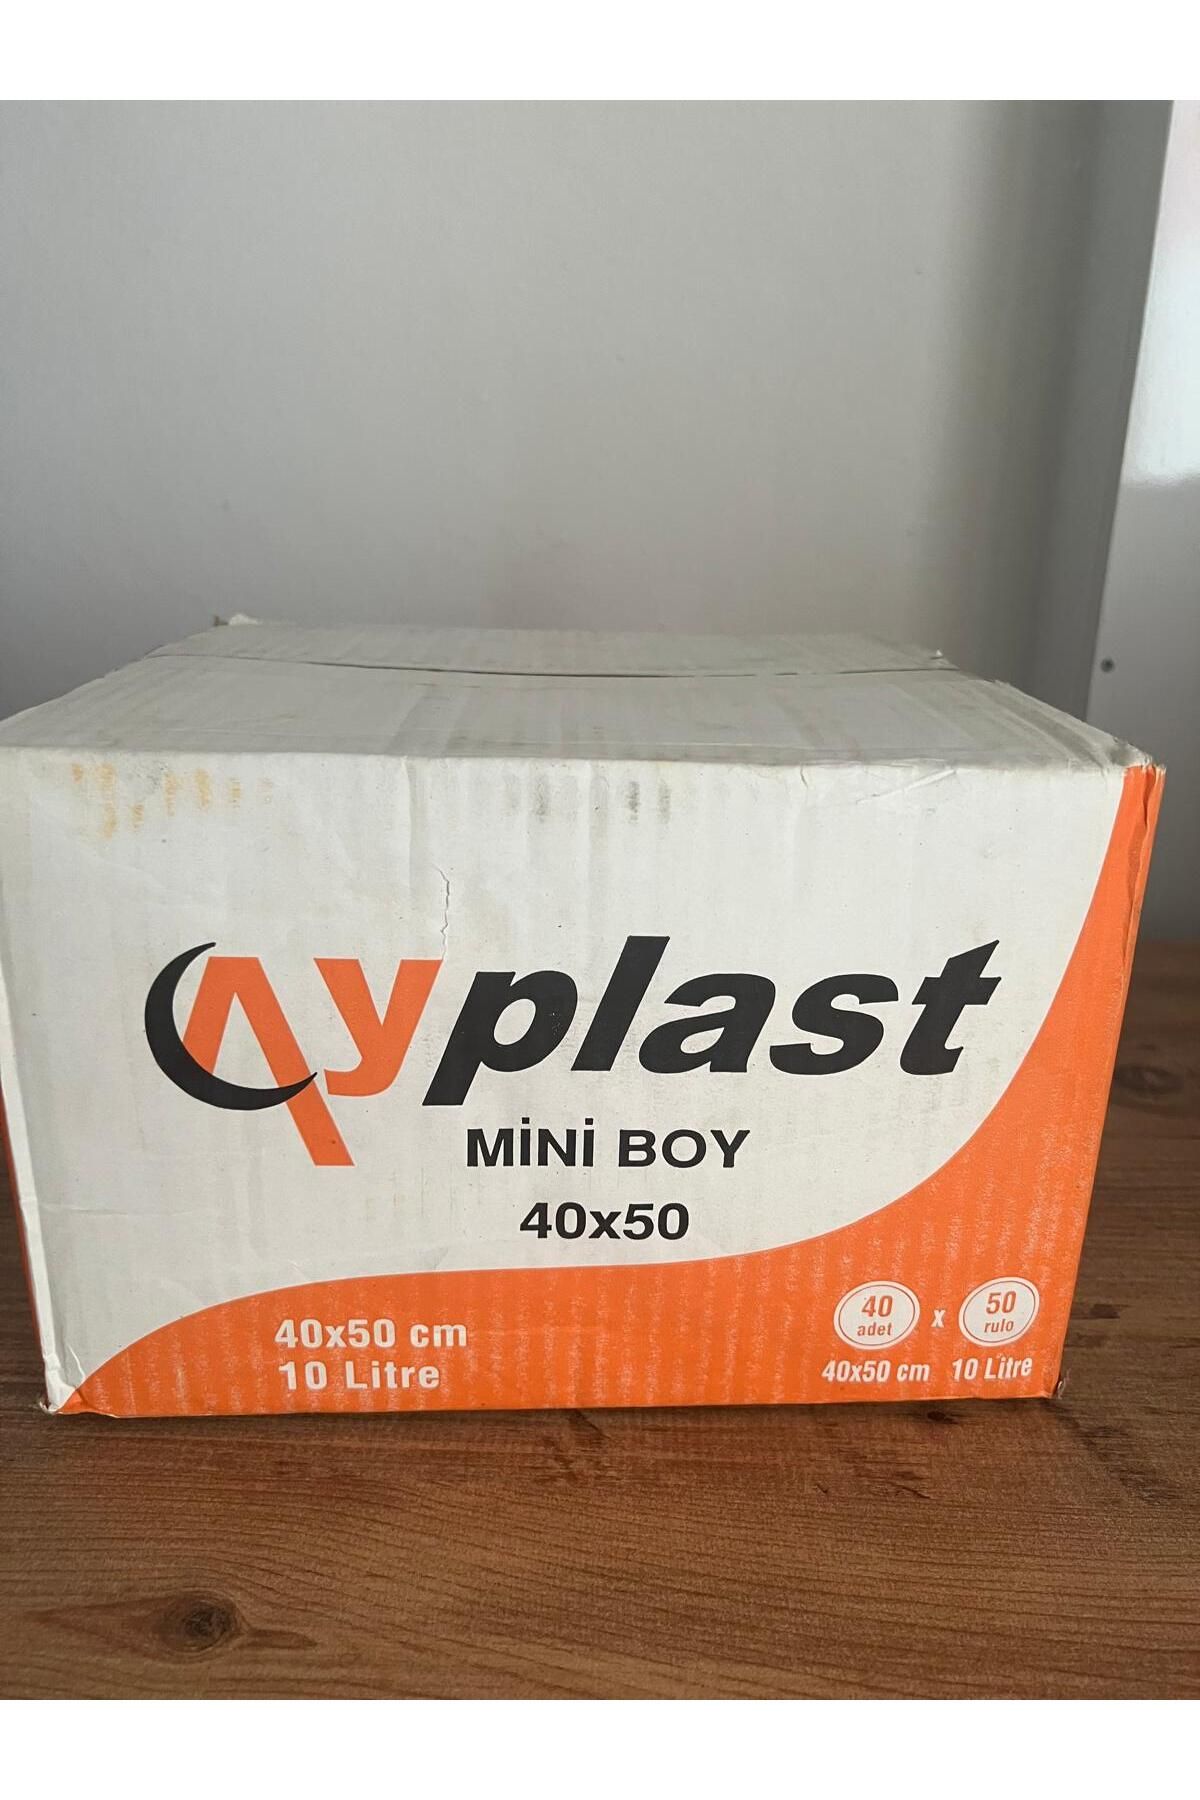 Ayplast
MİNİ BOY
40x50
40x50 cm
10 Litre
40 adet x 50 rulo
40x50 cm 10 Litre